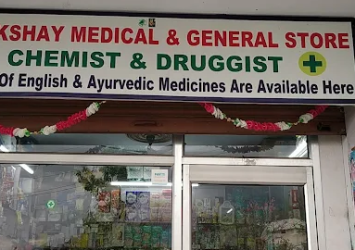 KSHAY MEDICAL & GENERAL STORE
CHEMIST & DRUGGIST
Of English & Ayurvedic Medicines Are Available Here